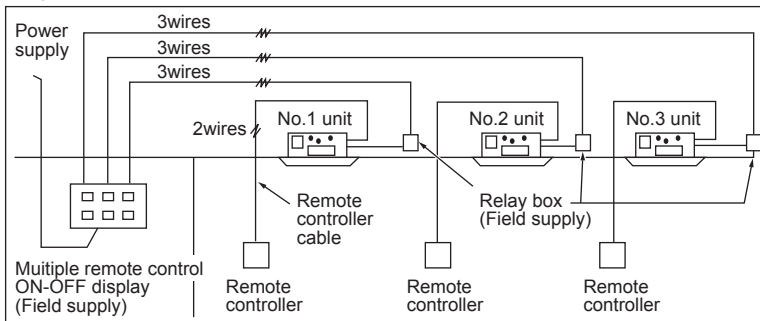 Power
supply
3wires
3wires
3wires
2wires
No.1 unit
No.2 unit
No.3 unit
Remote
controller
cable
Relay box
(Field supply)
Muitiple remote control
ON-OFF display
(Field supply)
Remote
controller
Remote
controller
Remote
controller